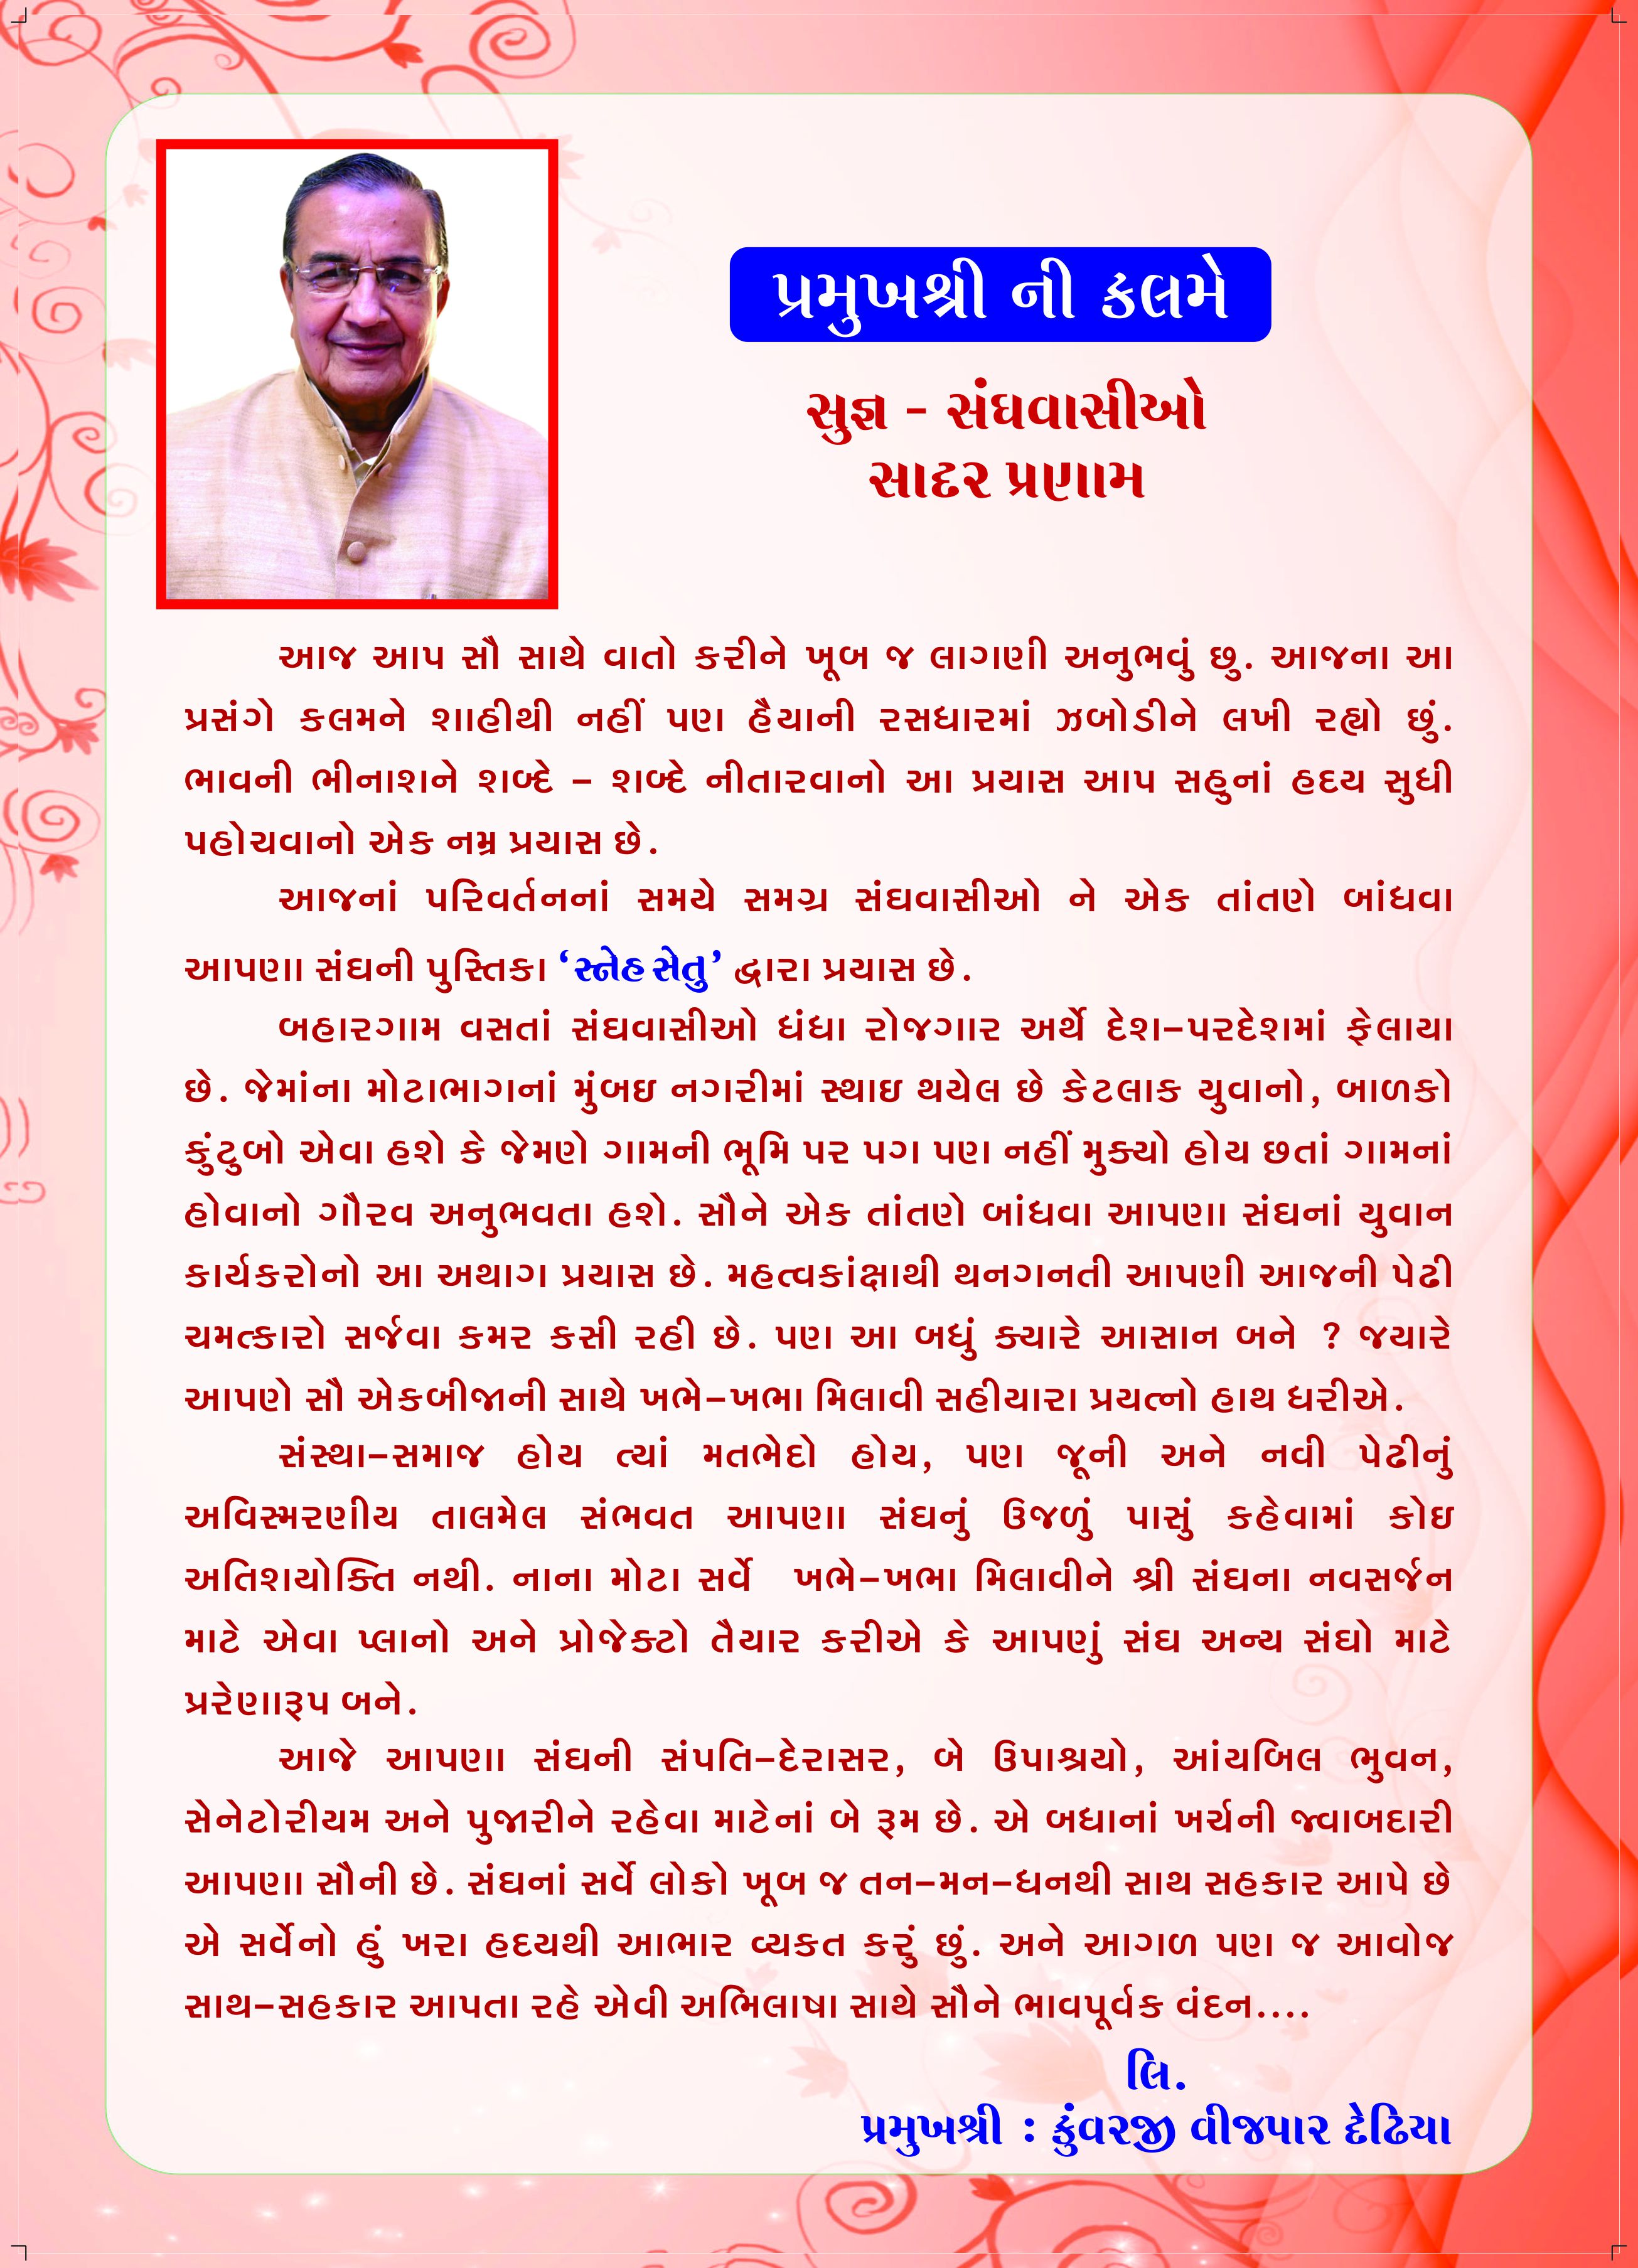 પ્રમુખશ્રી ની કલમે
સુજ્ઞ - સંઘવાસીઓ
સાદર પ્રણામ
આજ આપ સૌ સાથે વાતો કરીને ખૂબ જ લાગણી અનુભવું છુ. આજના આ
પ્રસંગે કલમને શાહીથી નહીં પણ હૈયાની રસધારમાં ઝબોડીને લખી રહ્યો છું.
ભાવની ભીનાશને શબ્દે – શબ્દે નીતારવાનો આ પ્રયાસ આપ સહુનાં હદય સુધી
પહોચવાનો એક નમ્ર પ્રયાસ છે.
આજનાં પરિવર્તનનાં સમયે સમગ્ર સંઘવાસીઓ ને એક તાંતણે બાંધવા
આપણા સંઘની પુસ્તિકા ‘સ્નેહ સેતુ’ દ્વારા પ્રયાસ છે.
બહારગામ વસતાં સંઘવાસીઓ ધંધા રોજગાર અર્થે દેશ–પરદેશમાં ફેલાયા
છે. જેમાંના મોટાભાગનાં મુંબઇ નગરીમાં સ્થાઇ થયેલ છે કેટલાક યુવાનો, બાળકો
કુંટુબો એવા હશે કે જેમણે ગામની ભૂમિ પર પગ પણ નહીં મુક્યો હોય છતાં ગામનાં
હોવાનો ગૌરવ અનુભવતા હશે. સૌને એક તાંતણે બાંધવા આપણા સંઘનાં યુવાન
કાર્યકરોનો આ અથાગ પ્રયાસ છે. મહત્વકાંક્ષાથી થનગનતી આપણી આજની પેઢી
ચમત્કારો સર્જવા કમર કસી રહી છે. પણ આ બધું ક્યારે આસાન બને ? જયારે
આપણે સૌ એકબીજાની સાથે ખભે–ખભા મિલાવી સહીયારા પ્રયત્નો હાથ ધરીએ.
સંસ્થા–સમાજ હોય ત્યાં મતભેદો હોય, પણ જૂની અને નવી પેઢીનું
અવિસ્મરણીય તાલમેલ સંભવત આપણા સંઘનું ઉજળું પાસું કહેવામાં કોઇ
અતિશયોક્તિ નથી. નાના મોટા સર્વે ખભે–ખભા મિલાવીને શ્રી સંઘના નવસર્જન
માટે એવા પ્લાનો અને પ્રોજેક્ટો તૈયાર કરીએ કે આપણું સંઘ અન્ય સંઘો માટે
પ્રરેણારૂપ બને.
આજે આપણા સંઘની સંપતિ–દેરાસર, બે ઉપાશ્રયો, આંયબિલ ભુવન,
સેનેટોરીયમ અને પુજારીને રહેવા માટેનાં બે રૂમ છે. એ બધાનાં ખર્ચની જ્વાબદારી
આપણા સૌની છે. સંઘનાં સર્વે લોકો ખૂબ જ તન–મન–ધનથી સાથ સહકાર આપે છે
એ સર્વેનો હું ખરા હદયથી આભાર વ્યકત કરું છું. અને આગળ પણ જ આવોજ
સાથ–સહકાર આપતા રહે એવી અભિલાષા સાથે સૌને ભાવપૂર્વક વંદન....
લિ.
પ્રમુખશ્રી : કુંવરજી વીજપાર દેઢિયા